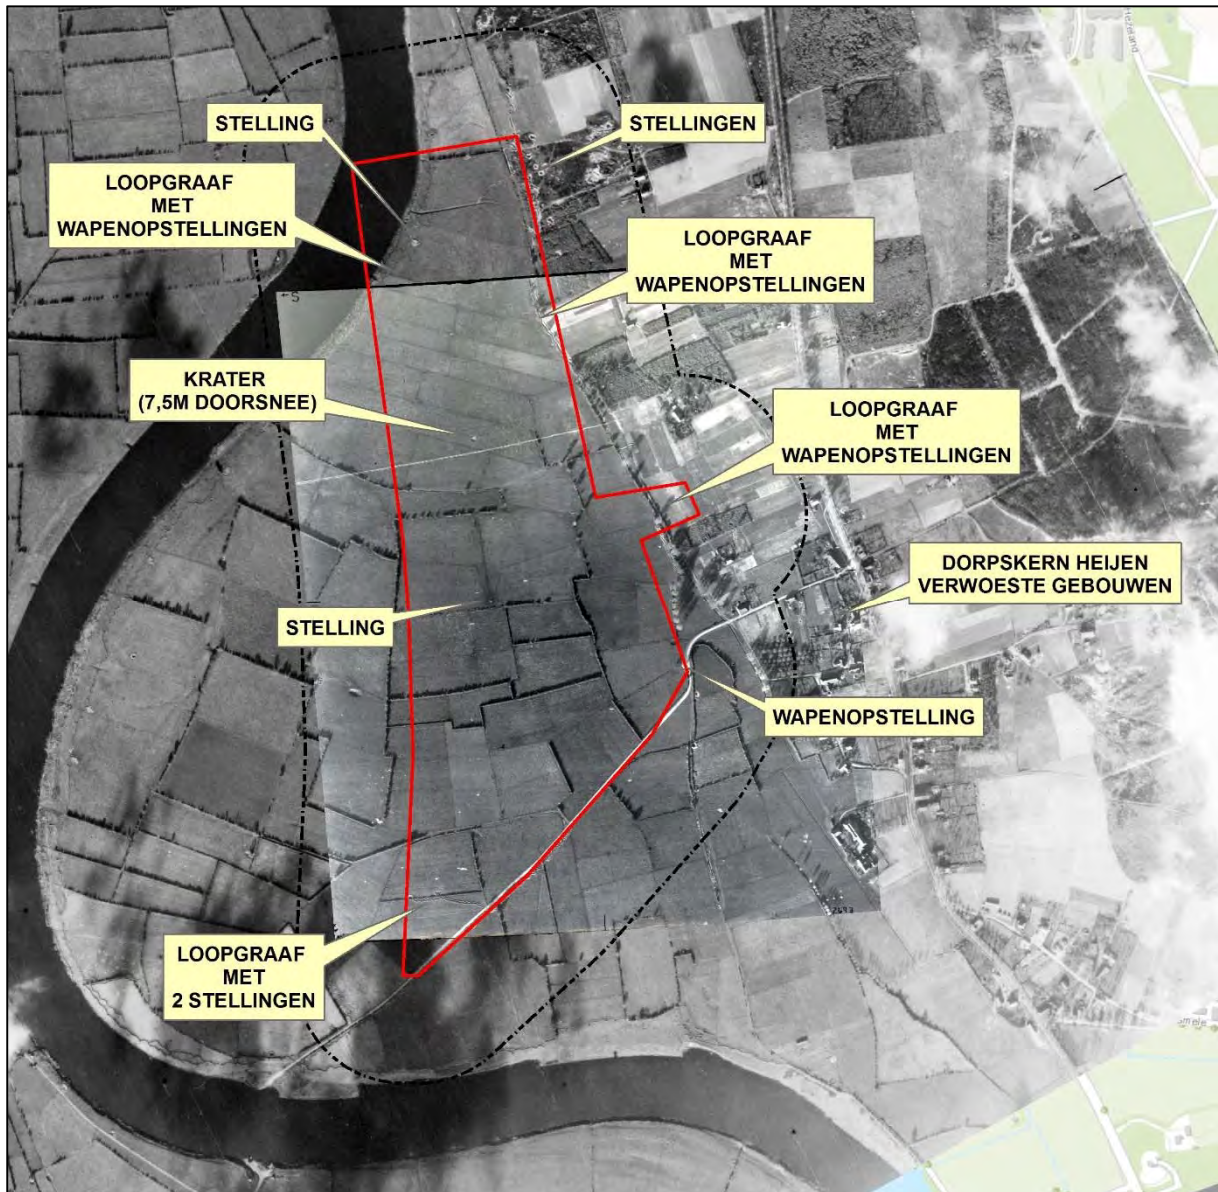 Hezeland
STELLING
STELLINGEN
LOOPGRAAF
MET
WAPENOPSTELLINGEN
LOOPGRAAF
MET
WAPENOPSTELLINGEN
←S
KRATER
(7,5M DOORSNEE)
LOOPGRAAF
MET
WAPENOPSTELLINGEN
DORPSKERN HEIJEN
VERWOESTE GEBOUWEN
STELLING
WAPENOPSTELLING
LOOPGRAAF
MET
2 STELLINGEN